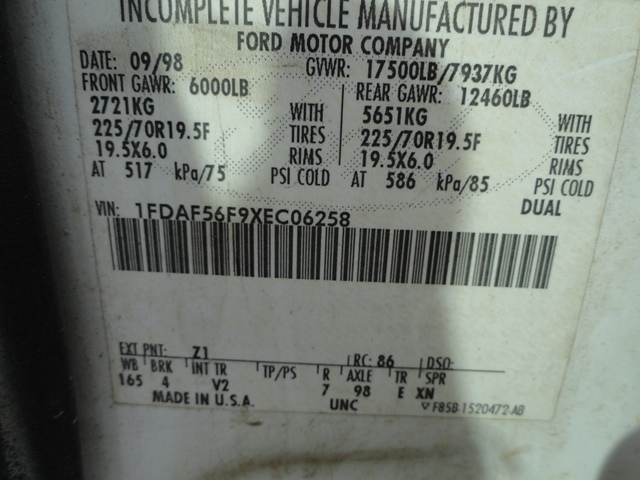 INCOMPLETE VEHICLE MANUFACTURED BY
FORD MOTOR COMPANY
DATE: 09/98 GVWR: 17500LB/7937KG
FRONT GAWR: 6000LB REAR GAWR: 12460LB
2721KG WITH 5651KG WITH
225/70R19.5F TIRES 225/70R19.5F TIRES
19.5X6.0 RIMS 19.5X6.0 RIMS
AT 517 kPa/75 PSI COLD AT 586 kPa/85 PSI COLD
DUAL
VIN: 1FDAF56F9XEC06258
EXT PNT: Z1 RC: 86 DSO:
WB BRK INT TR TP/PS R AXLE TR SPR
165 4 V2 7 98 E XN
MADE IN U.S.A. UNC F85B-1520472-AB